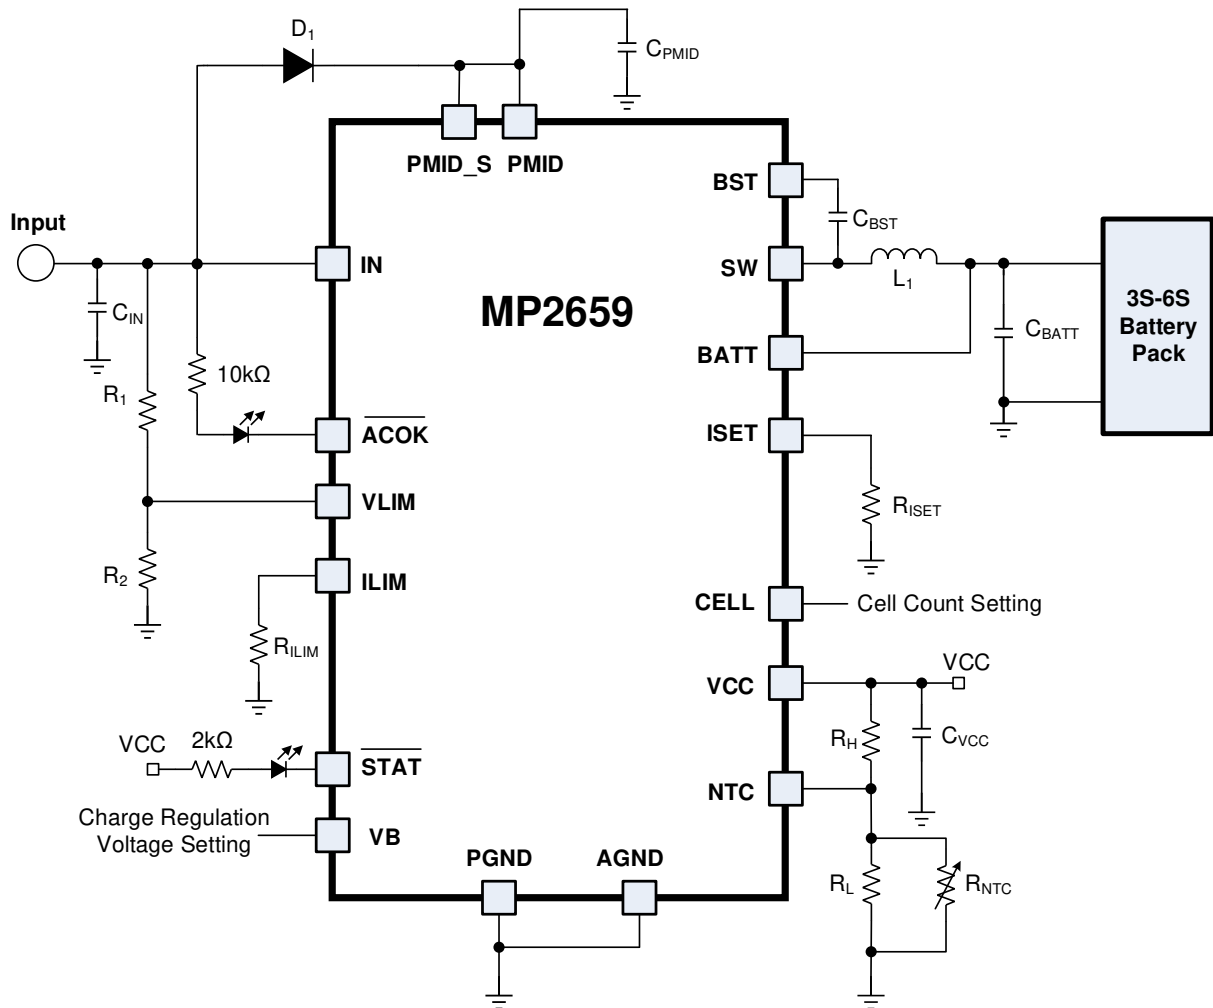 D1
CPMID
PMID_S PMID
BST
Input
CBST
IN
SW
L1
MP2659
3S-6S
Battery
Pack
CIN
CBATT
BATT
10kΩ
R1
ACOK
ISET
VLIM
RISET
R2
ILIM
CELL
Cell Count Setting
RILIM
VCC
VCC
VCC
2kΩ
RH
CVCC
STAT
NTC
Charge Regulation
Voltage Setting
VB
PGND
AGND
RL
RNTC